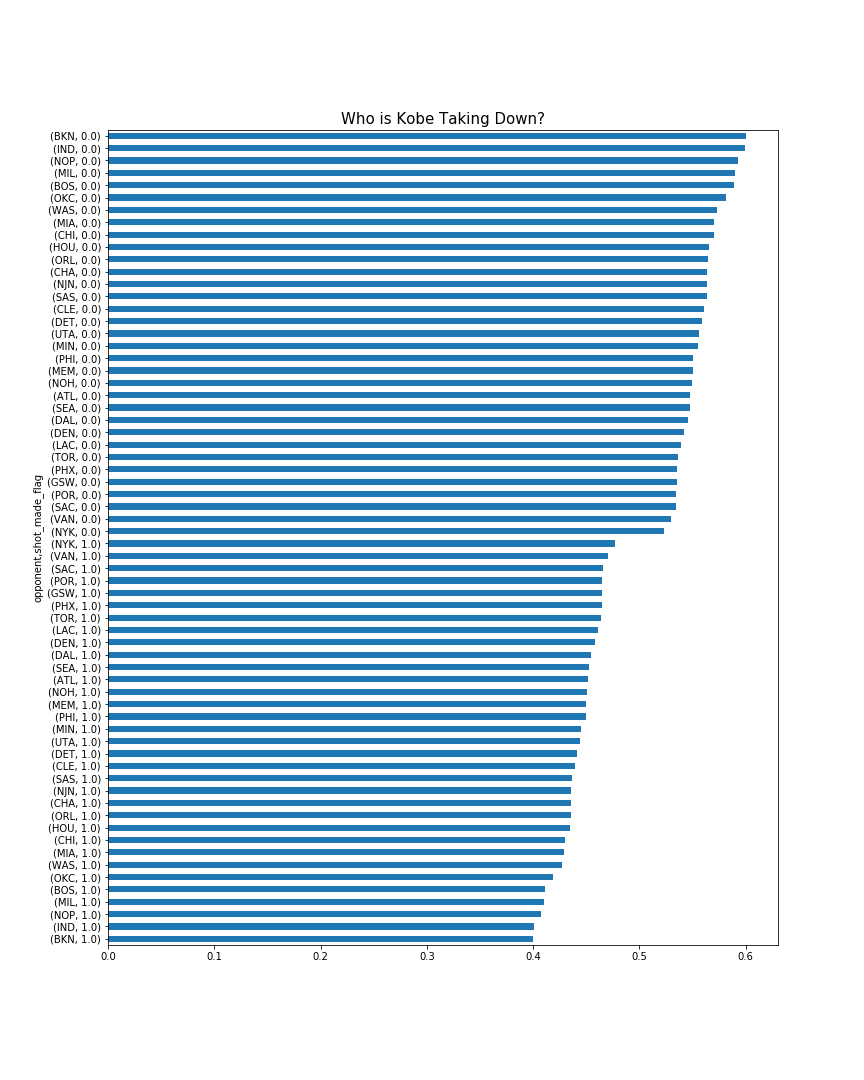 Who is Kobe Taking Down?
(BKN, 0.0)
(IND, 0.0)
(NOP, 0.0)
(MIL, 0.0)
(BOS, 0.0)
(OKC, 0.0)
(WAS, 0.0)
(MIA, 0.0)
(CHI, 0.0)
(HOU, 0.0)
(ORL, 0.0)
(CHA, 0.0)
(NJN, 0.0)
(SAS, 0.0)
(CLE, 0.0)
(DET, 0.0)
(UTA, 0.0)
(MIN, 0.0)
(PHI, 0.0)
(MEM, 0.0)
(NOH, 0.0)
(ATL, 0.0)
(SEA, 0.0)
(DAL, 0.0)
(DEN, 0.0)
(LAC, 0.0)
(TOR, 0.0)
(PHX, 0.0)
(GSW, 0.0)
(POR, 0.0)
(SAC, 0.0)
(VAN, 0.0)
(NYK, 0.0)
(NYK, 1.0)
(VAN, 1.0)
(SAC, 1.0)
(POR, 1.0)
(GSW, 1.0)
(PHX, 1.0)
(TOR, 1.0)
(LAC, 1.0)
(DEN, 1.0)
(DAL, 1.0)
(SEA, 1.0)
(ATL, 1.0)
(NOH, 1.0)
(MEM, 1.0)
(PHI, 1.0)
(MIN, 1.0)
(UTA, 1.0)
(DET, 1.0)
(CLE, 1.0)
(SAS, 1.0)
(NJN, 1.0)
(CHA, 1.0)
(ORL, 1.0)
(HOU, 1.0)
(CHI, 1.0)
(MIA, 1.0)
(WAS, 1.0)
(OKC, 1.0)
(BOS, 1.0)
(MIL, 1.0)
(NOP, 1.0)
(IND, 1.0)
(BKN, 1.0)
opponent,shot_made_flag
0.0 0.1 0.2 0.3 0.4 0.5 0.6